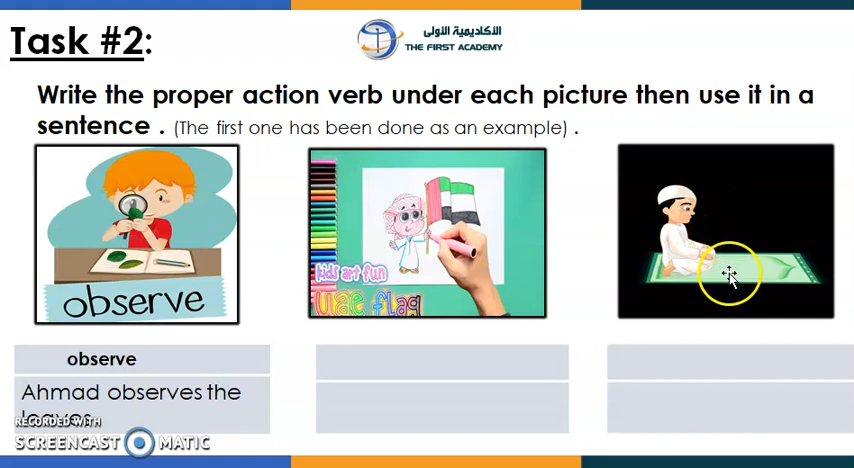 Task #2:
الأكاديمية الأولى
THE FIRST ACADEMY
Write the proper action verb under each picture then use it in a
sentence . (The first one has been done as an example) .
observe
kids art fun
UAE flag
observe
Ahmad observes the
leaves
RECORDED WITH
SCREENCAST MATIC